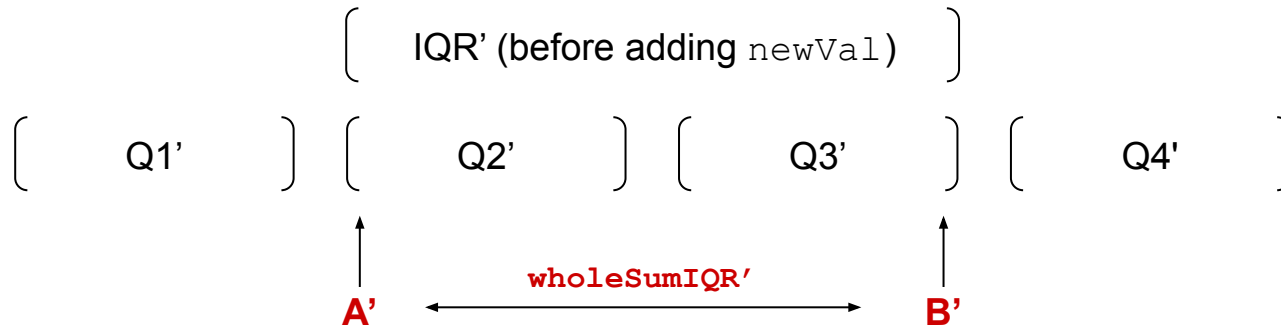 IQR’ (before adding newVal)
Q1’ Q2’ Q3’ Q4'
wholeSumIQR’
A’ B’